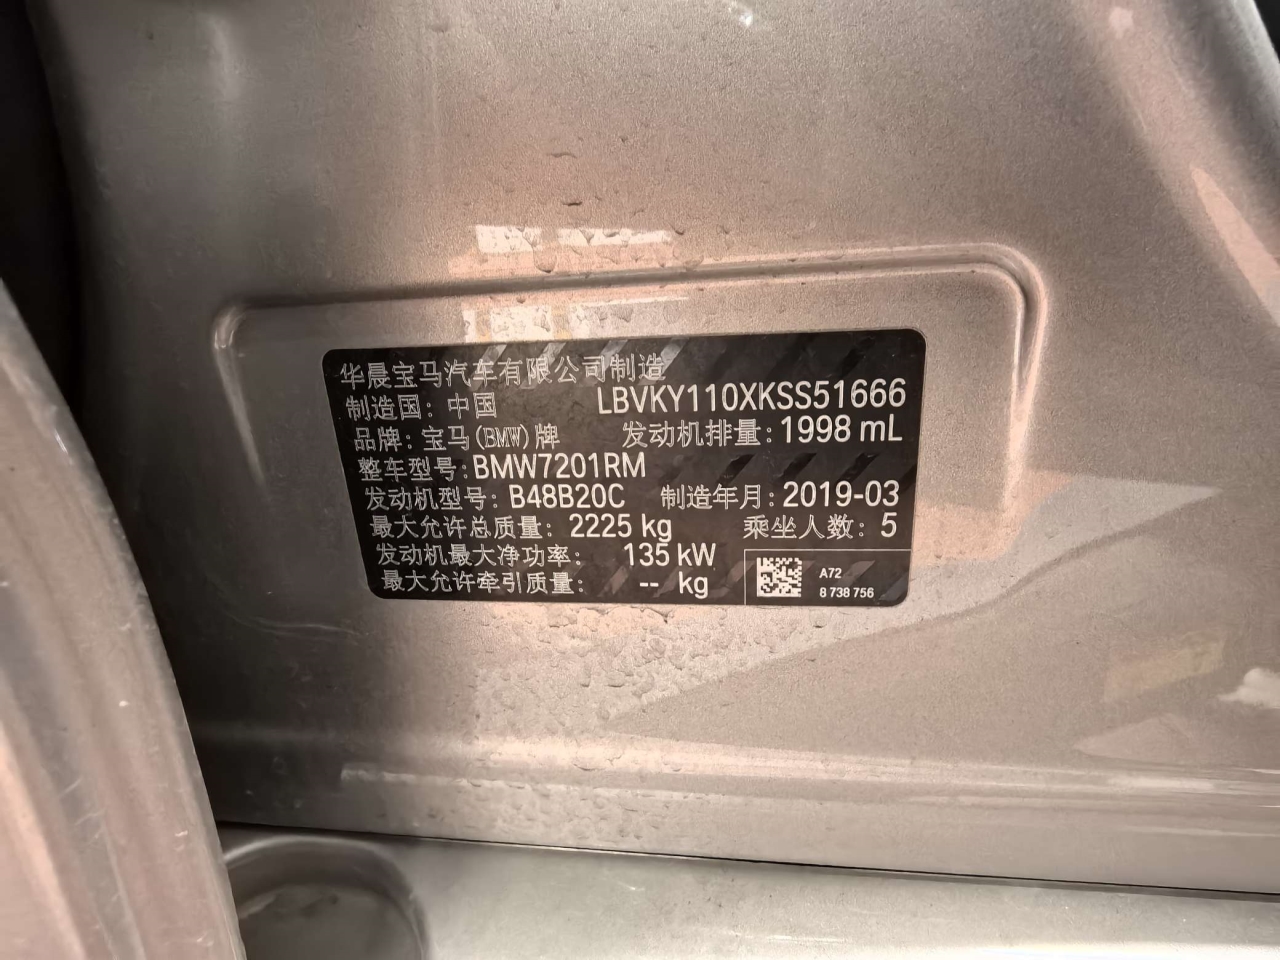 华晨宝马汽车有限公司制造
制造国：中国 LBVKY110XKSS51666
品牌：宝马(BMW)牌 发动机排量：1998 mL
整车型号：BMW7201RM
发动机型号：B48B20C 制造年月：2019-03
最大允许总质量：2225 kg 乘坐人数：5
发动机最大净功率：135 kW
最大允许牵引质量：-- kg
A72
8 738 756